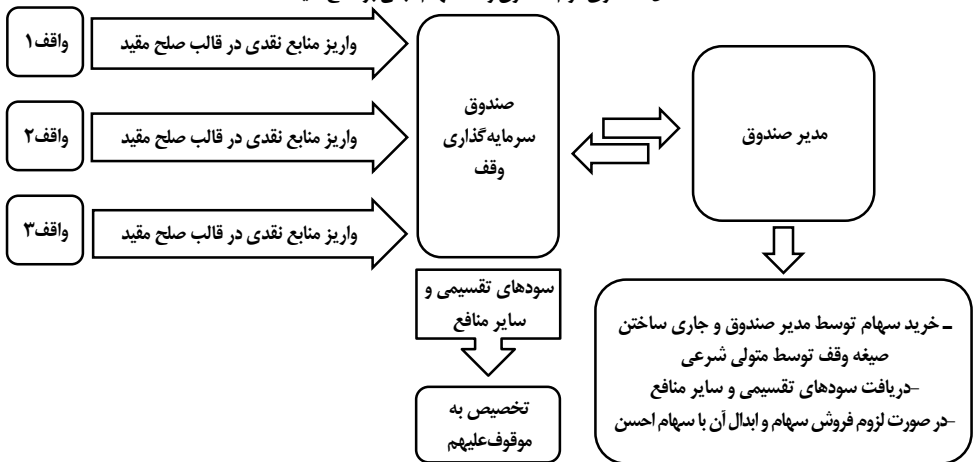 واقف۱
واریز منابع نقدی در قالب صلح مقید
واقف۲
واریز منابع نقدی در قالب صلح مقید
واقف۳
واریز منابع نقدی در قالب صلح مقید
صندوق
سرمایه‌گذاری
وقف
مدیر صندوق
سودهای تقسیمی و
سایر منافع
تخصیص به
موقوف‌علیهم
ـ خرید سهام توسط مدیر صندوق و جاری ساختن
صیغه وقف توسط متولی شرعی
–دریافت سودهای تقسیمی و سایر منافع
–در صورت لزوم فروش سهام و ابدال آن با سهام احسن